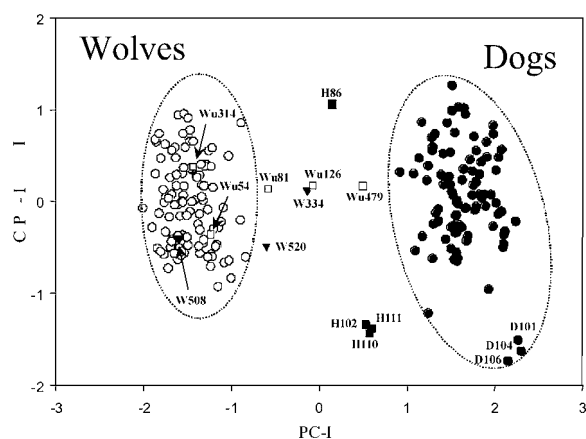 2
Wolves
Dogs
H86
1
Wu314
Wu81
Wu126
Wu54
Wu479
W334
0
W520
W508
-1
H102
H111
H110
D101
D104
D106
-2
-3
-2
-1
0
1
2
3
PC-I
C P -I I